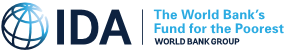 IDA
The World Bank's
Fund for the Poorest
WORLD BANK GROUP